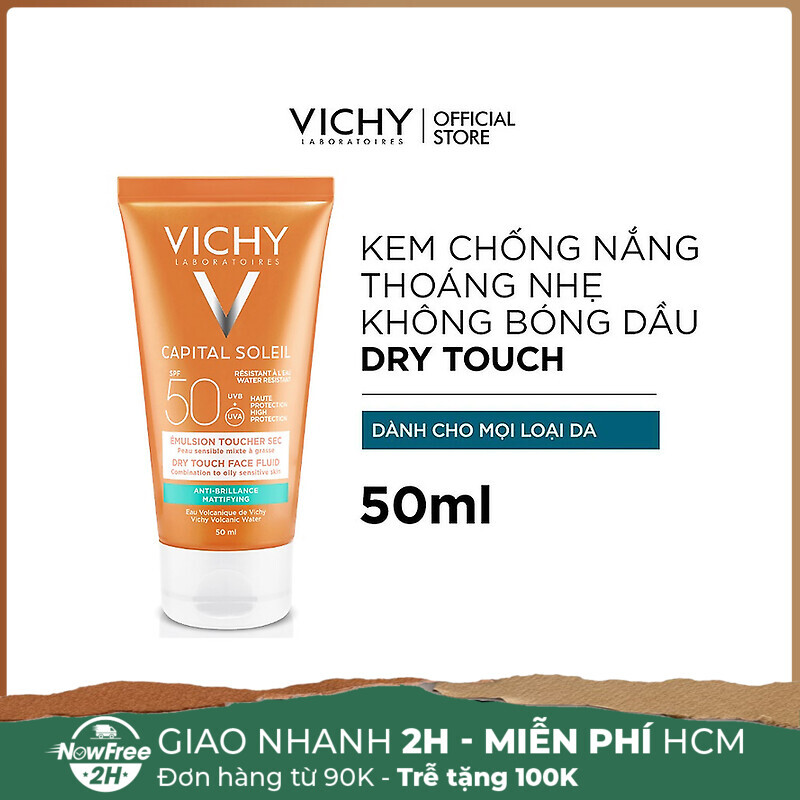 VICHY
LABORATOIRES
OFFICIAL
STORE
VICHY
LABORATOIRES
CAPITAL SOLEIL
SPF
50
RÉSISTANT À L'EAU
WATER RESISTANT
UVB
+
UVA
HAUTE
PROTECTION
HIGH
PROTECTION
ÉMULSION TOUCHER SEC
Peau sensible mixte à grasse
DRY TOUCH FACE FLUID
Combination to oily sensitive skin
ANTI-BRILLANCE
MATTIFYING
Eau Volcanique de Vichy
Vichy Volcanic Water
50 ml
KEM CHỐNG NẮNG
THOÁNG NHẸ
KHÔNG BÓNG DẦU
DRY TOUCH
DÀNH CHO MỌI LOẠI DA
50ml
NowFree
2H
GIAO NHANH 2H - MIỄN PHÍ HCM
Đơn hàng từ 90K - Trễ tặng 100K